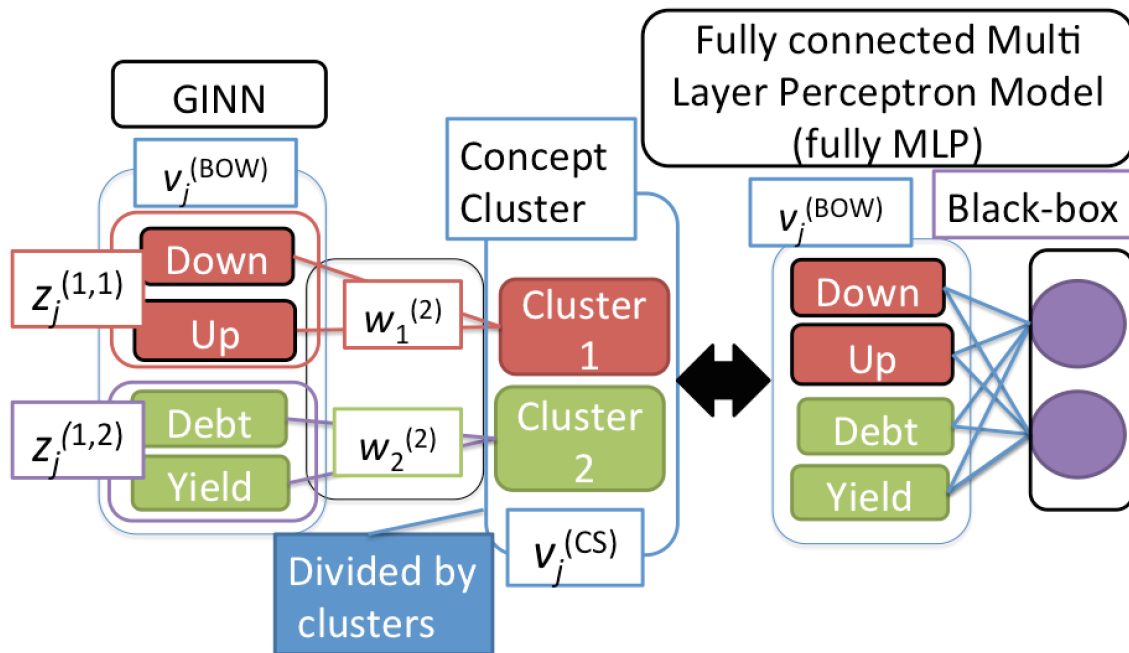 GINN
v_j^(BOW)
Down
Up
z_j^(1,1)
Debt
Yield
z_j^(1,2)
w_1^(2)
w_2^(2)
Concept
Cluster
Cluster
1
Cluster
2
v_j^(CS)
Divided by
clusters
Fully connected Multi
Layer Perceptron Model
(fully MLP)
v_j^(BOW)
Black-box
Down
Up
Debt
Yield